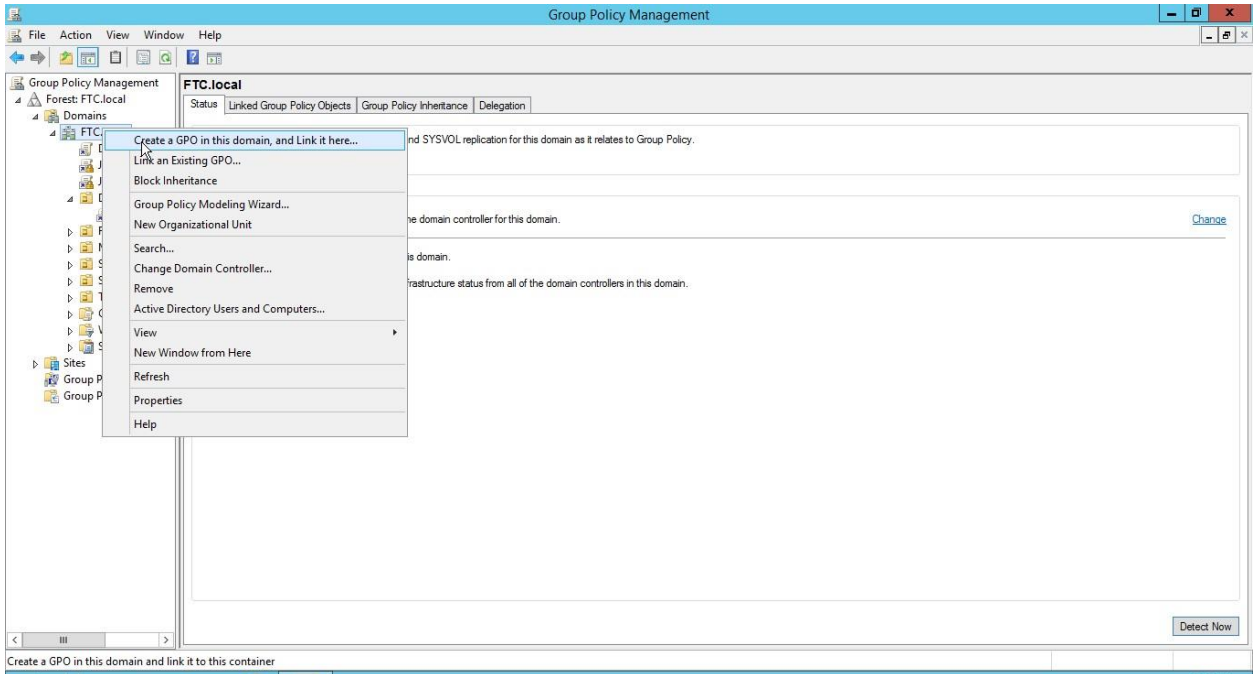 Group Policy Management
File Action View Window Help
Group Policy Management
Forest: FTC.local
Domains
FTC.
Sites
Group P
Group P
Create a GPO in this domain, and Link it here...
Link an Existing GPO...
Block Inheritance
Group Policy Modeling Wizard...
New Organizational Unit
Search...
Change Domain Controller...
Remove
Active Directory Users and Computers...
View
New Window from Here
Refresh
Properties
Help
FTC.local
Status Linked Group Policy Objects Group Policy Inheritance Delegation
nd SYSVOL replication for this domain as it relates to Group Policy.
he domain controller for this domain.
Change
is domain.
frastructure status from all of the domain controllers in this domain.
Detect Now
Create a GPO in this domain and link it to this container